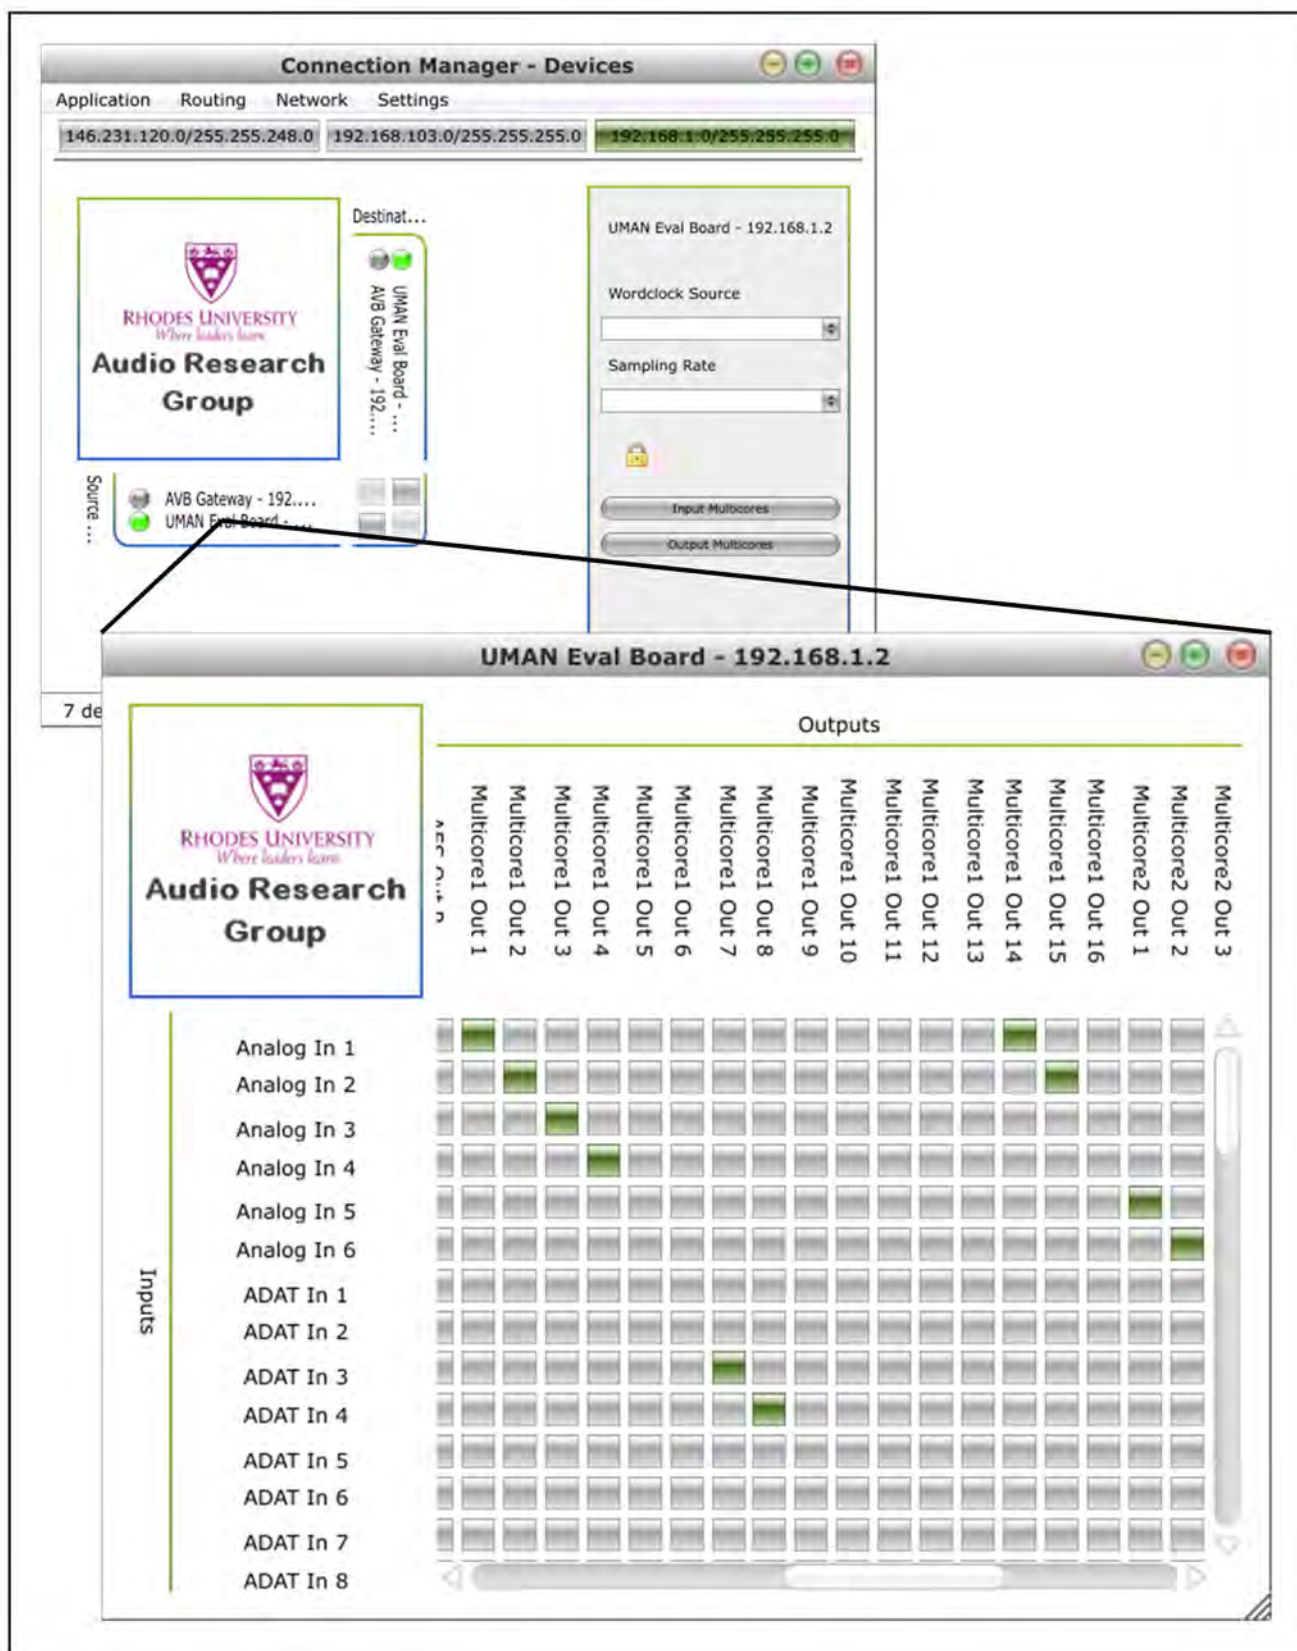 Connection Manager - Devices
Application Routing Network Settings
146.231.120.0/255.255.248.0 192.168.103.0/255.255.255.0 192.168.1.0/255.255.255.0
RHODES UNIVERSITY
Where leaders learn
Audio Research
Group
Destinat...
UMAN Eval Board - ...
AVB Gateway - 192....
Source ...
AVB Gateway - 192....
UMAN Eval Board - ...
UMAN Eval Board - 192.168.1.2
Wordclock Source
Sampling Rate
Input Multicores
Output Multicores
7 de
UMAN Eval Board - 192.168.1.2
RHODES UNIVERSITY
Where leaders learn
Audio Research
Group
Outputs
Multicore1 Out 1
Multicore1 Out 2
Multicore1 Out 3
Multicore1 Out 4
Multicore1 Out 5
Multicore1 Out 6
Multicore1 Out 7
Multicore1 Out 8
Multicore1 Out 9
Multicore1 Out 10
Multicore1 Out 11
Multicore1 Out 12
Multicore1 Out 13
Multicore1 Out 14
Multicore1 Out 15
Multicore1 Out 16
Multicore2 Out 1
Multicore2 Out 2
Multicore2 Out 3
Inputs
Analog In 1
Analog In 2
Analog In 3
Analog In 4
Analog In 5
Analog In 6
ADAT In 1
ADAT In 2
ADAT In 3
ADAT In 4
ADAT In 5
ADAT In 6
ADAT In 7
ADAT In 8